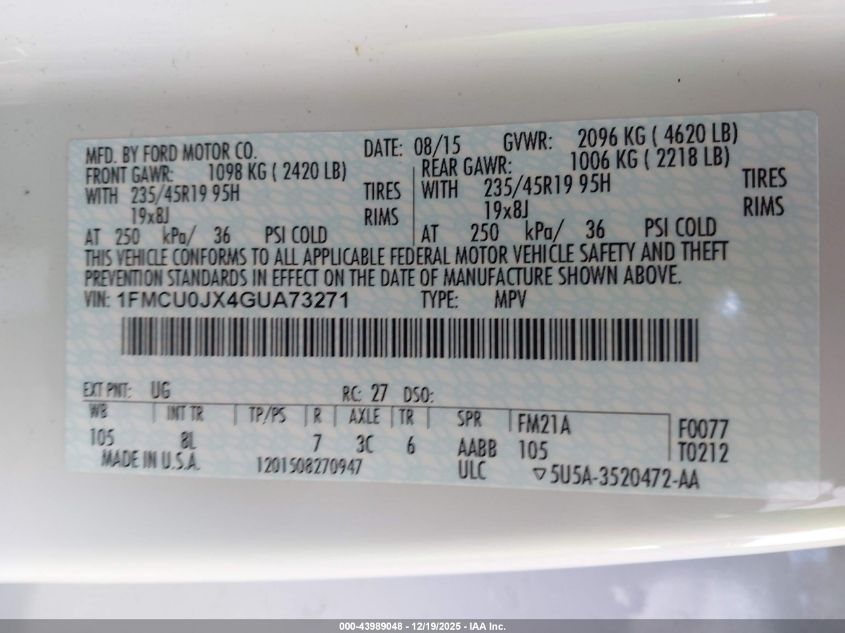 MFD. BY FORD MOTOR CO. DATE: 08/15 GVWR: 2096 KG ( 4620 LB)
FRONT GAWR: 1098 KG ( 2420 LB) REAR GAWR: 1006 KG ( 2218 LB)
WITH 235/45R19 95H TIRES WITH 235/45R19 95H TIRES
19x8J RIMS 19x8J RIMS
AT 250 kPa/ 36 PSI COLD AT 250 kPa/ 36 PSI COLD
THIS VEHICLE CONFORMS TO ALL APPLICABLE FEDERAL MOTOR VEHICLE SAFETY AND THEFT
PREVENTION STANDARDS IN EFFECT ON THE DATE OF MANUFACTURE SHOWN ABOVE.
VIN: 1FMCU0JX4GUA73271 TYPE: MPV
EXT PNT: UG RC: 27 DSO:
WB INT TR TP/PS R AXLE TR SPR FM21A F0077
105 8L 7 3C 6 AABB 105 T0212
MADE IN U.S.A. 1201508270947 ULC ▽5U5A-3520472-AA
000-43989048 - 12/19/2025 - IAA Inc.